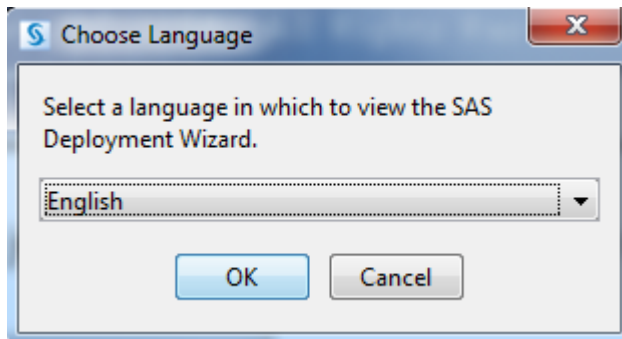 Choose Language
Select a language in which to view the SAS
Deployment Wizard.
English
OK
Cancel